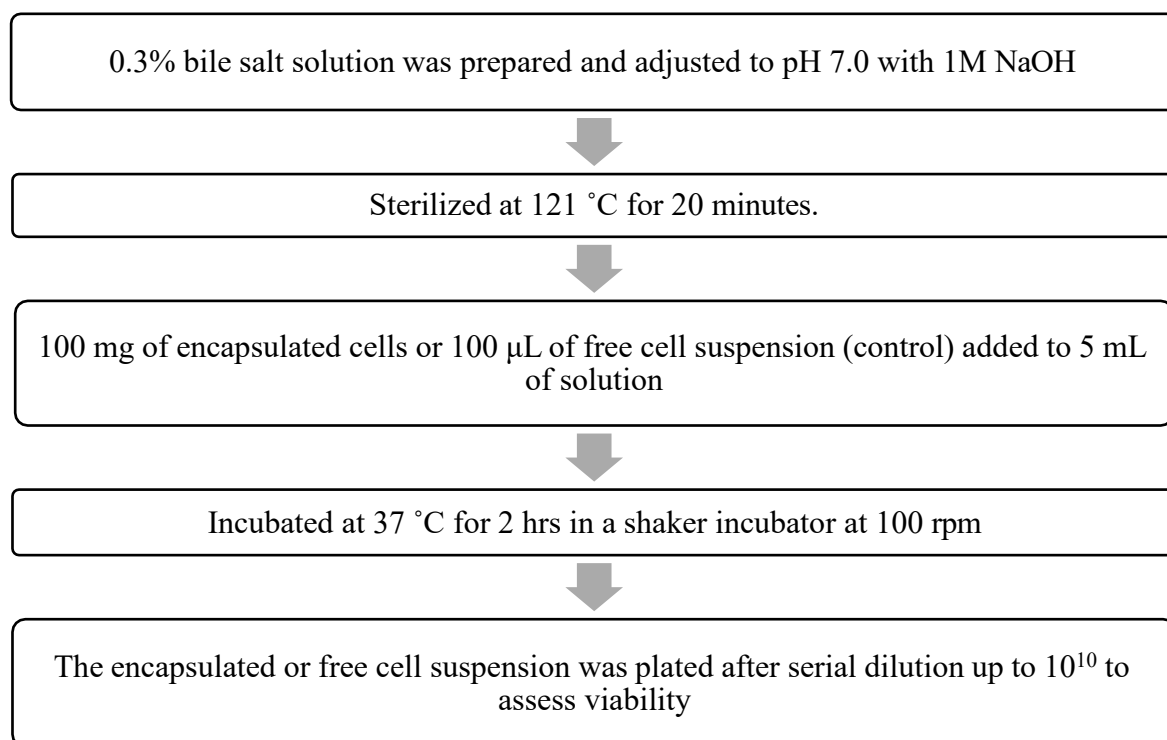 0.3% bile salt solution was prepared and adjusted to pH 7.0 with 1M NaOH
Sterilized at 121 ˚C for 20 minutes.
100 mg of encapsulated cells or 100 μL of free cell suspension (control) added to 5 mL
of solution
Incubated at 37 ˚C for 2 hrs in a shaker incubator at 100 rpm
The encapsulated or free cell suspension was plated after serial dilution up to 10¹⁰ to
assess viability